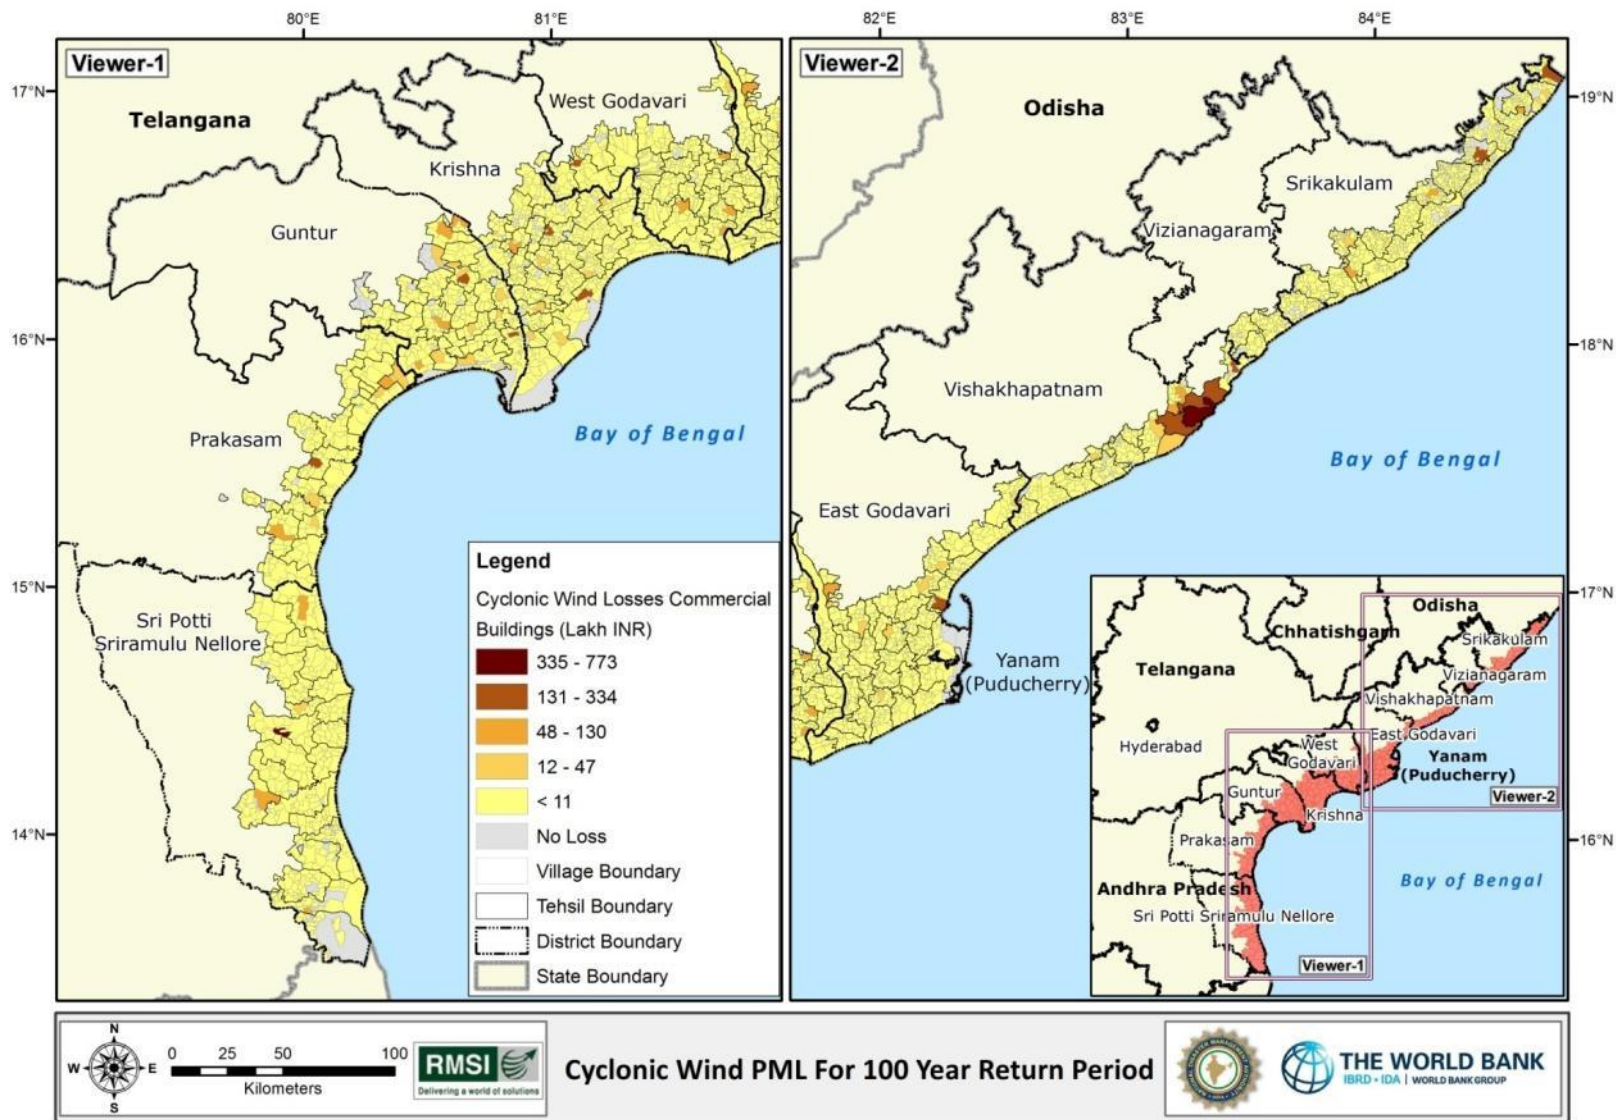 80°E
81°E
82°E
83°E
84°E
Viewer-1
17°N
16°N
15°N
14°N
Telangana
West Godavari
Krishna
Guntur
Prakasam
Bay of Bengal
Sri Potti
Sriramulu Nellore
Legend
Cyclonic Wind Losses Commercial
Buildings (Lakh INR)
335 - 773
131 - 334
48 - 130
12 - 47
< 11
No Loss
Village Boundary
Tehsil Boundary
District Boundary
State Boundary
Viewer-2
19°N
18°N
17°N
16°N
Odisha
Srikakulam
Vizianagaram
Vishakhapatnam
East Godavari
Bay of Bengal
Yanam
(Puducherry)
Odisha
Chhatishgarh
Srikakulam
Telangana
Vizianagaram
Vishakhapatnam
Hyderabad
East Godavari
West
Godavari
Yanam
(Puducherry)
Guntur
Viewer-2
Krishna
Prakasam
Bay of Bengal
Andhra Pradesh
Sri Potti Sriramulu Nellore
Viewer-1
N
W
E
S
0 25 50 100
Kilometers
RMSI
Delivering a world of solutions
Cyclonic Wind PML For 100 Year Return Period
THE WORLD BANK
IBRD • IDA | WORLD BANK GROUP